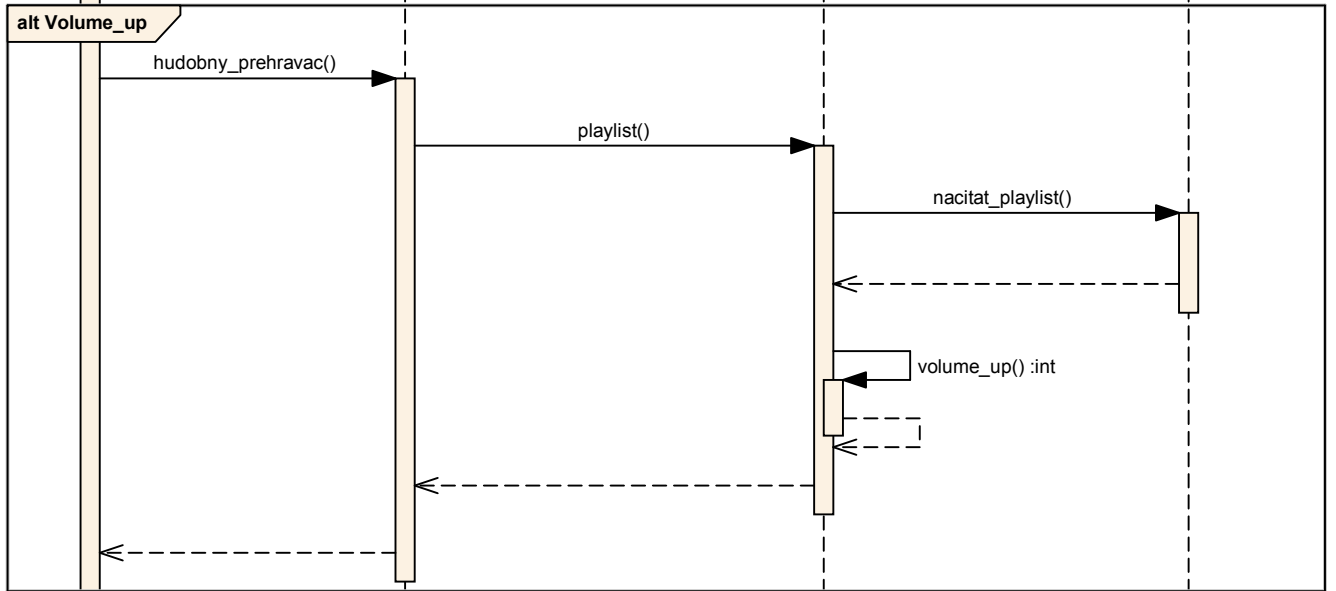 alt Volume_up
hudobny_prehravac()
playlist()
nacitat_playlist()
volume_up() :int